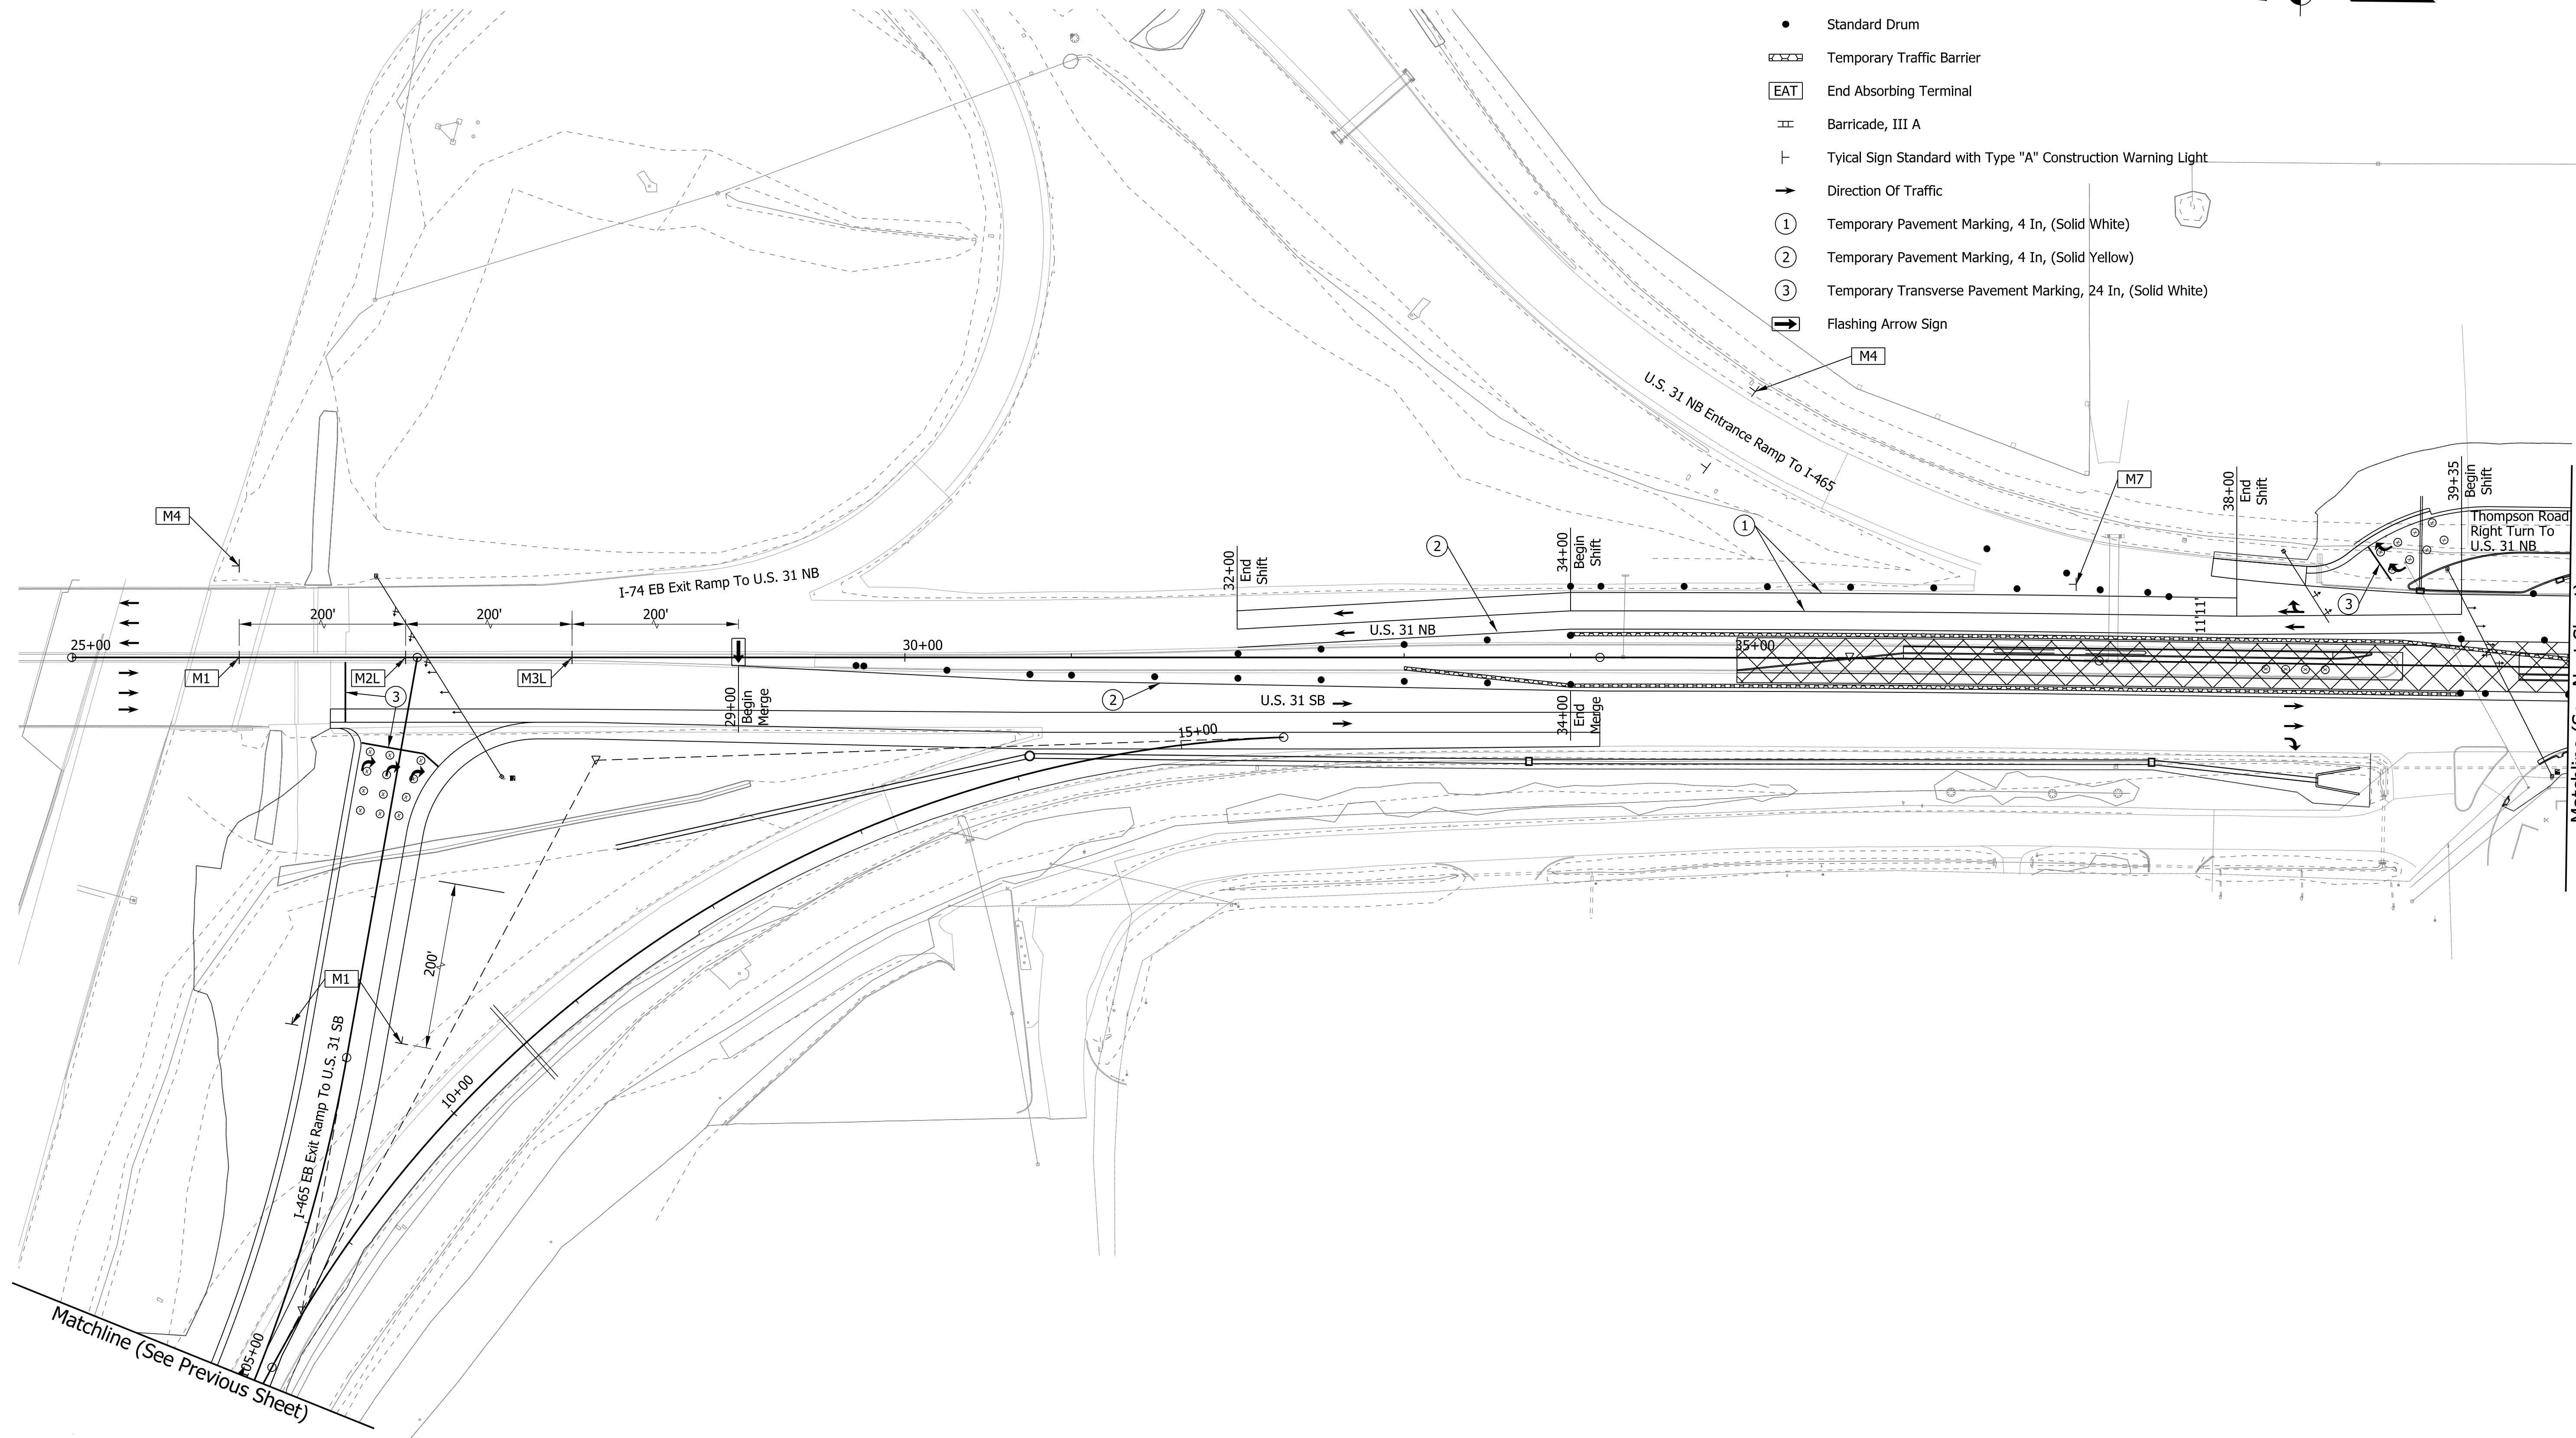 Standard Drum
Temporary Traffic Barrier
EAT End Absorbing Terminal
Barricade, III A
Tyical Sign Standard with Type "A" Construction Warning Light
Direction Of Traffic
1 Temporary Pavement Marking, 4 In, (Solid White)
2 Temporary Pavement Marking, 4 In, (Solid Yellow)
3 Temporary Transverse Pavement Marking, 24 In, (Solid White)
Flashing Arrow Sign
M4
U.S. 31 NB Entrance Ramp To I-465
M7
38+00
End
Shift
39+35
Begin
Shift
Thompson Road
Right Turn To
U.S. 31 NB
M4
1
2
32+00
End
Shift
34+00
Begin
Shift
I-74 EB Exit Ramp To U.S. 31 NB
3
200'
200'
200'
11'
11'
U.S. 31 NB
25+00
30+00
35+00
M1
M2L
M3L
3
2
29+00
Begin
Merge
U.S. 31 SB
34+00
End
Merge
15+00
200'
M1
I-465 EB Exit Ramp To U.S. 31 SB
10+00
05+00
Matchline (See Previous Sheet)